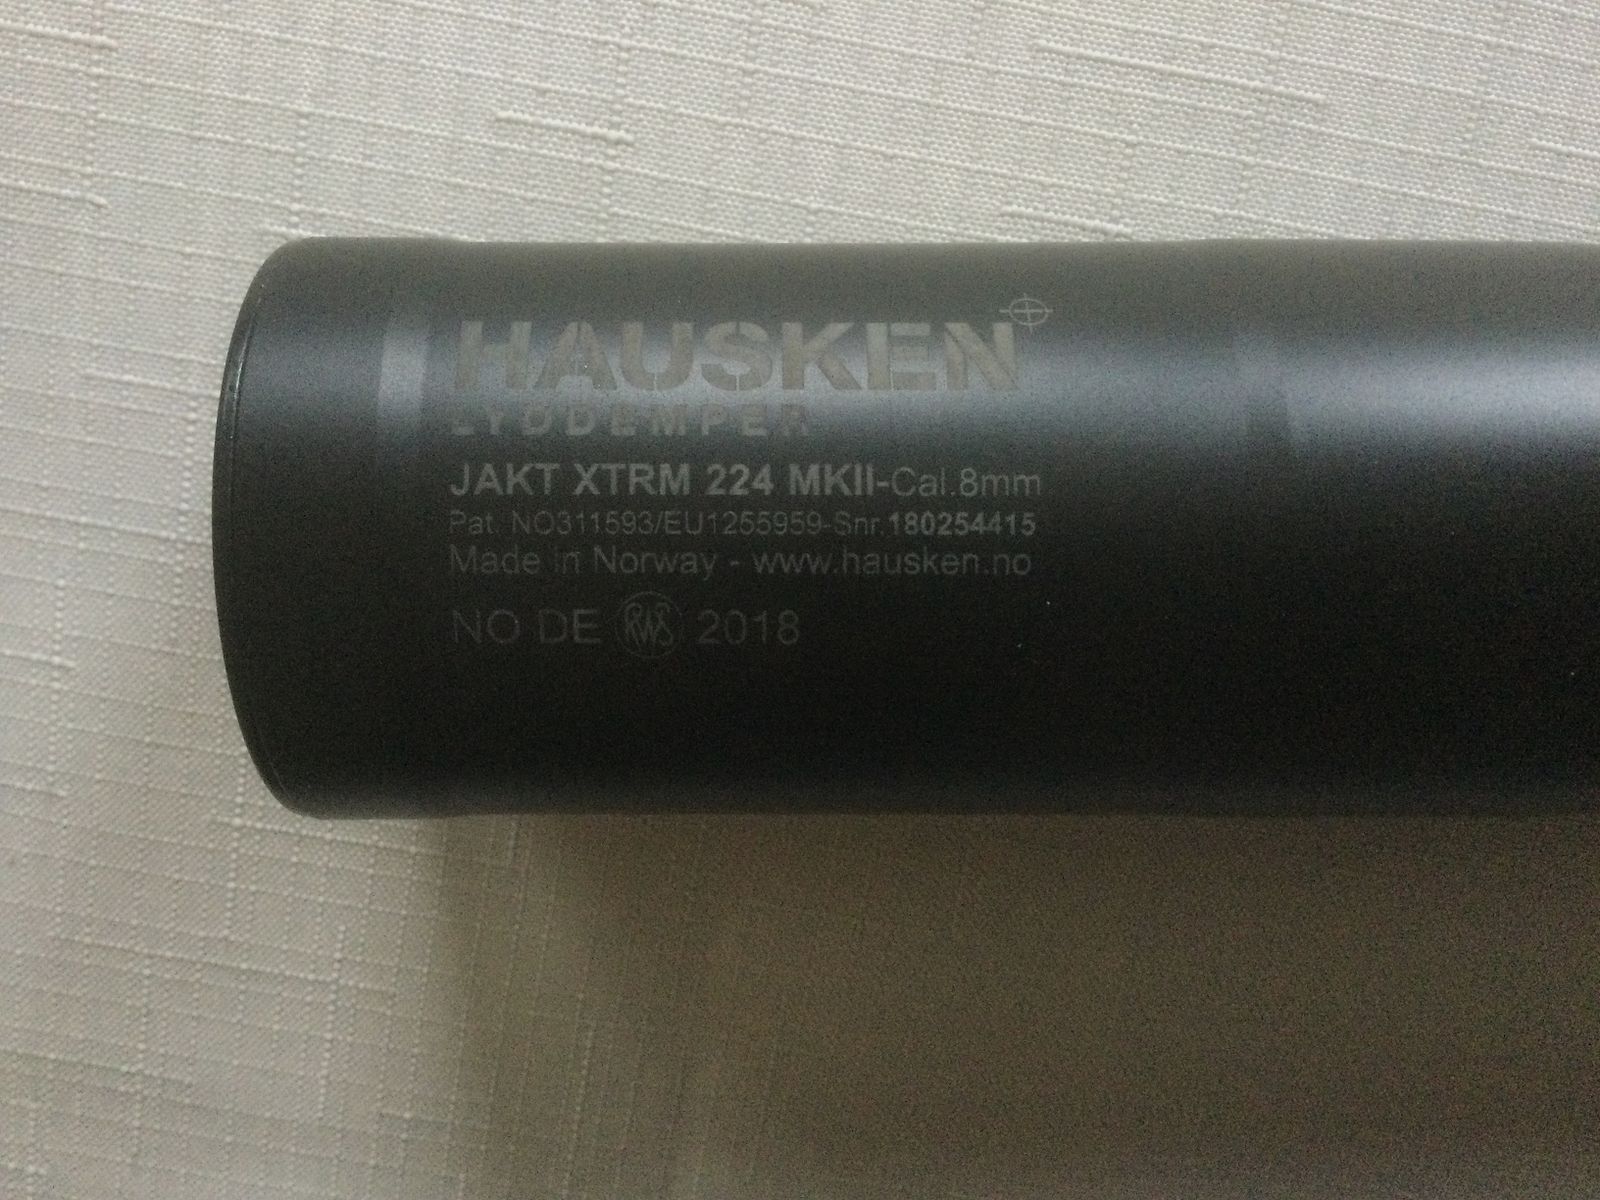 HAUSKEN
LYDDEMPER
JAKT XTRM 224 MKII-Cal.8mm
Pat. NO311593/EU1255959-Snr.180254415
Made in Norway - www.hausken.no
NO DE RWS 2018